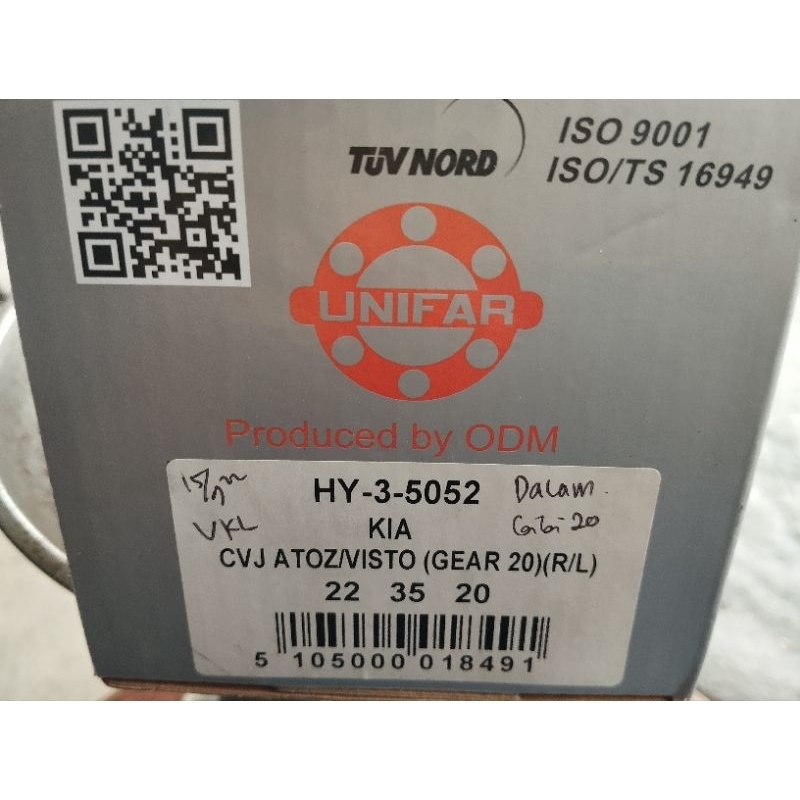 TÜV NORD
ISO 9001
ISO/TS 16949
UNIFAR
Produced by ODM
HY-3-5052
Dalam
VKL
KIA
20
CVJ ATOZ/VISTO (GEAR 20)(R/L)
22 35 20
5 105000 018491